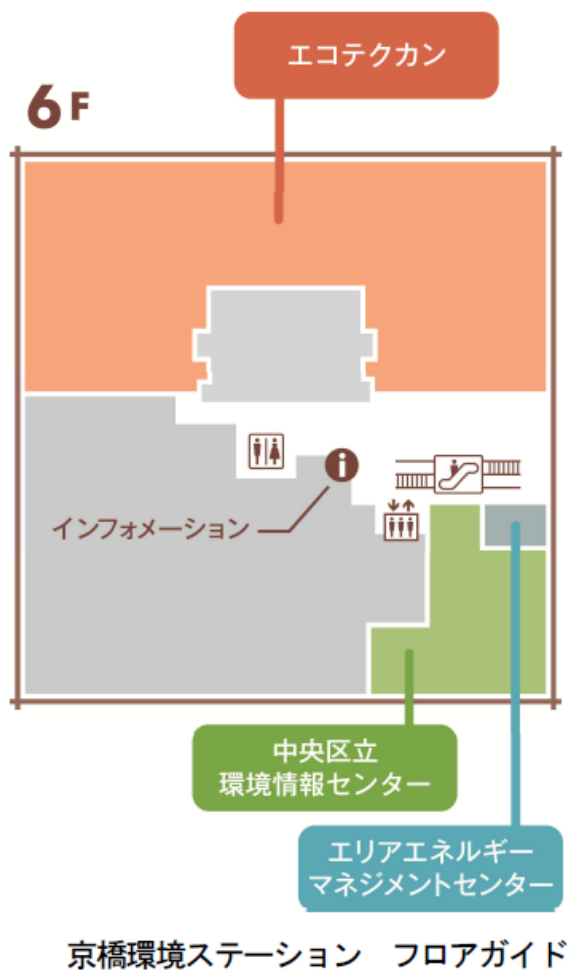 エコテクカン
6F
インフォメーション
中央区立
環境情報センター
エリアエネルギー
マネジメントセンター
京橋環境ステーション　フロアガイド